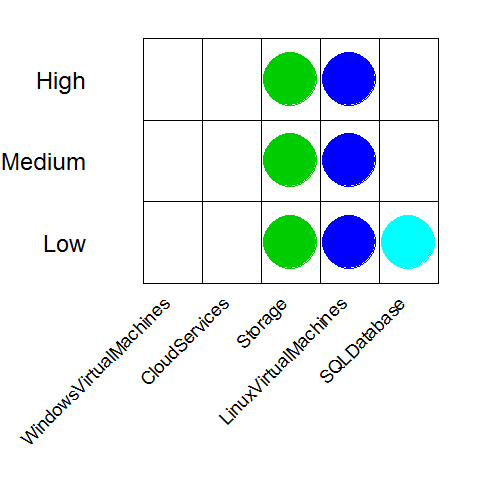 High
Medium
Low
WindowsVirtualMachines
CloudServices
Storage
LinuxVirtualMachines
SQLDatabase